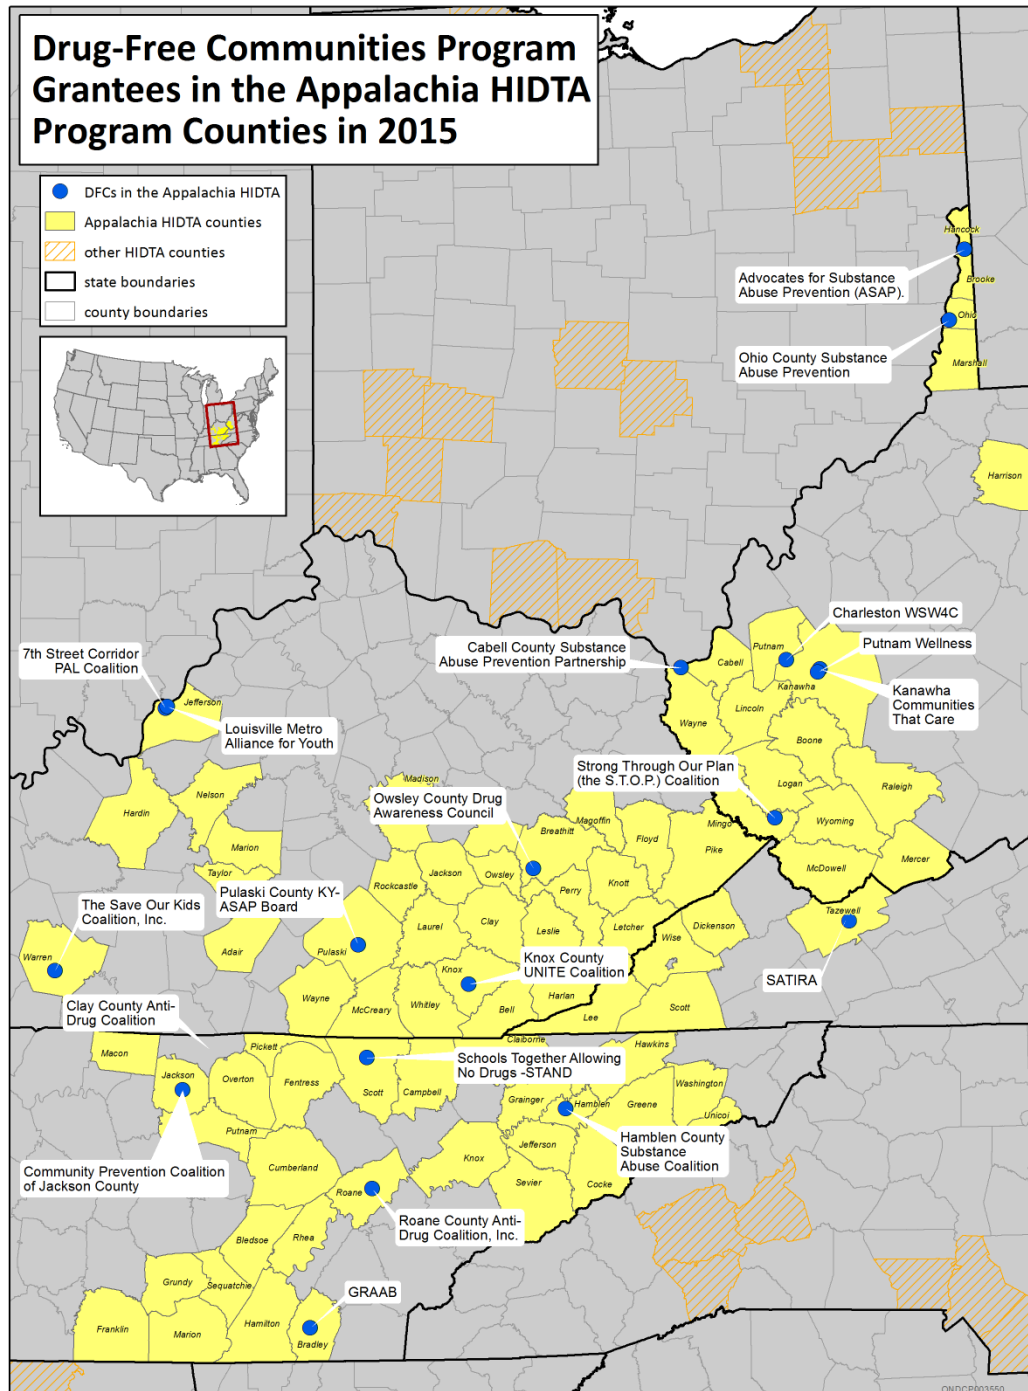 Drug-Free Communities Program
Grantees in the Appalachia HIDTA
Program Counties in 2015
DFCs in the Appalachia HIDTA
Appalachia HIDTA counties
other HIDTA counties
state boundaries
county boundaries
Hancock
Advocates for Substance
Abuse Prevention (ASAP).
Brooke
Ohio
Ohio County Substance
Abuse Prevention
Marshall
Harrison
Charleston WSW4C
Putnam Wellness
Kanawha
Communities
That Care
Cabell County Substance
Abuse Prevention Partnership
Putnam
Cabell
Kanawha
Lincoln
Wayne
Boone
Logan
Raleigh
Wyoming
Mingo
McDowell
Mercer
Strong Through Our Plan
(the S.T.O.P.) Coalition
7th Street Corridor
PAL Coalition
Jefferson
Louisville Metro
Alliance for Youth
Hardin
Nelson
Marion
Taylor
Adair
Madison
Owsley County Drug
Awareness Council
Magoffin
Breathitt
Floyd
Pike
Rockcastle
Jackson
Owsley
Perry
Knott
Pulaski County KY-
ASAP Board
Laurel
Clay
Leslie
Letcher
Pulaski
Knox
Knox County
UNITE Coalition
Wayne
McCreary
Whitley
Bell
Harlan
The Save Our Kids
Coalition, Inc.
Warren
Wise
Dickenson
Lee
Scott
Tazewell
SATIRA
Clay County Anti-
Drug Coalition
Macon
Pickett
Claiborne
Hawkins
Jackson
Overton
Fentress
Scott
Campbell
Schools Together Allowing
No Drugs -STAND
Grainger
Hamblen
Greene
Washington
Unicoi
Putnam
Cumberland
Knox
Jefferson
Hamblen County
Substance
Abuse Coalition
Sevier
Cocke
Community Prevention Coalition
of Jackson County
Roane
Roane County Anti-
Drug Coalition, Inc.
Bledsoe
Rhea
Grundy
Sequatchie
GRAAB
Franklin
Marion
Hamilton
Bradley
ONDCP003550